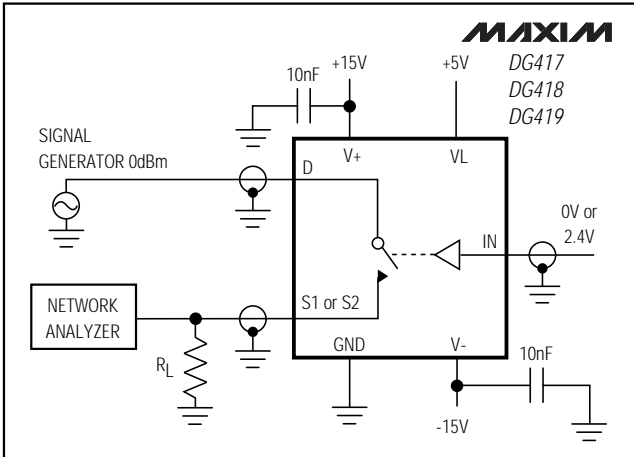 MAXIM
DG417
DG418
DG419
+15V
+5V
10nF
SIGNAL
GENERATOR 0dBm
V+
VL
D
0V or
2.4V
IN
NETWORK
ANALYZER
S1 or S2
RL
GND
V-
10nF
-15V